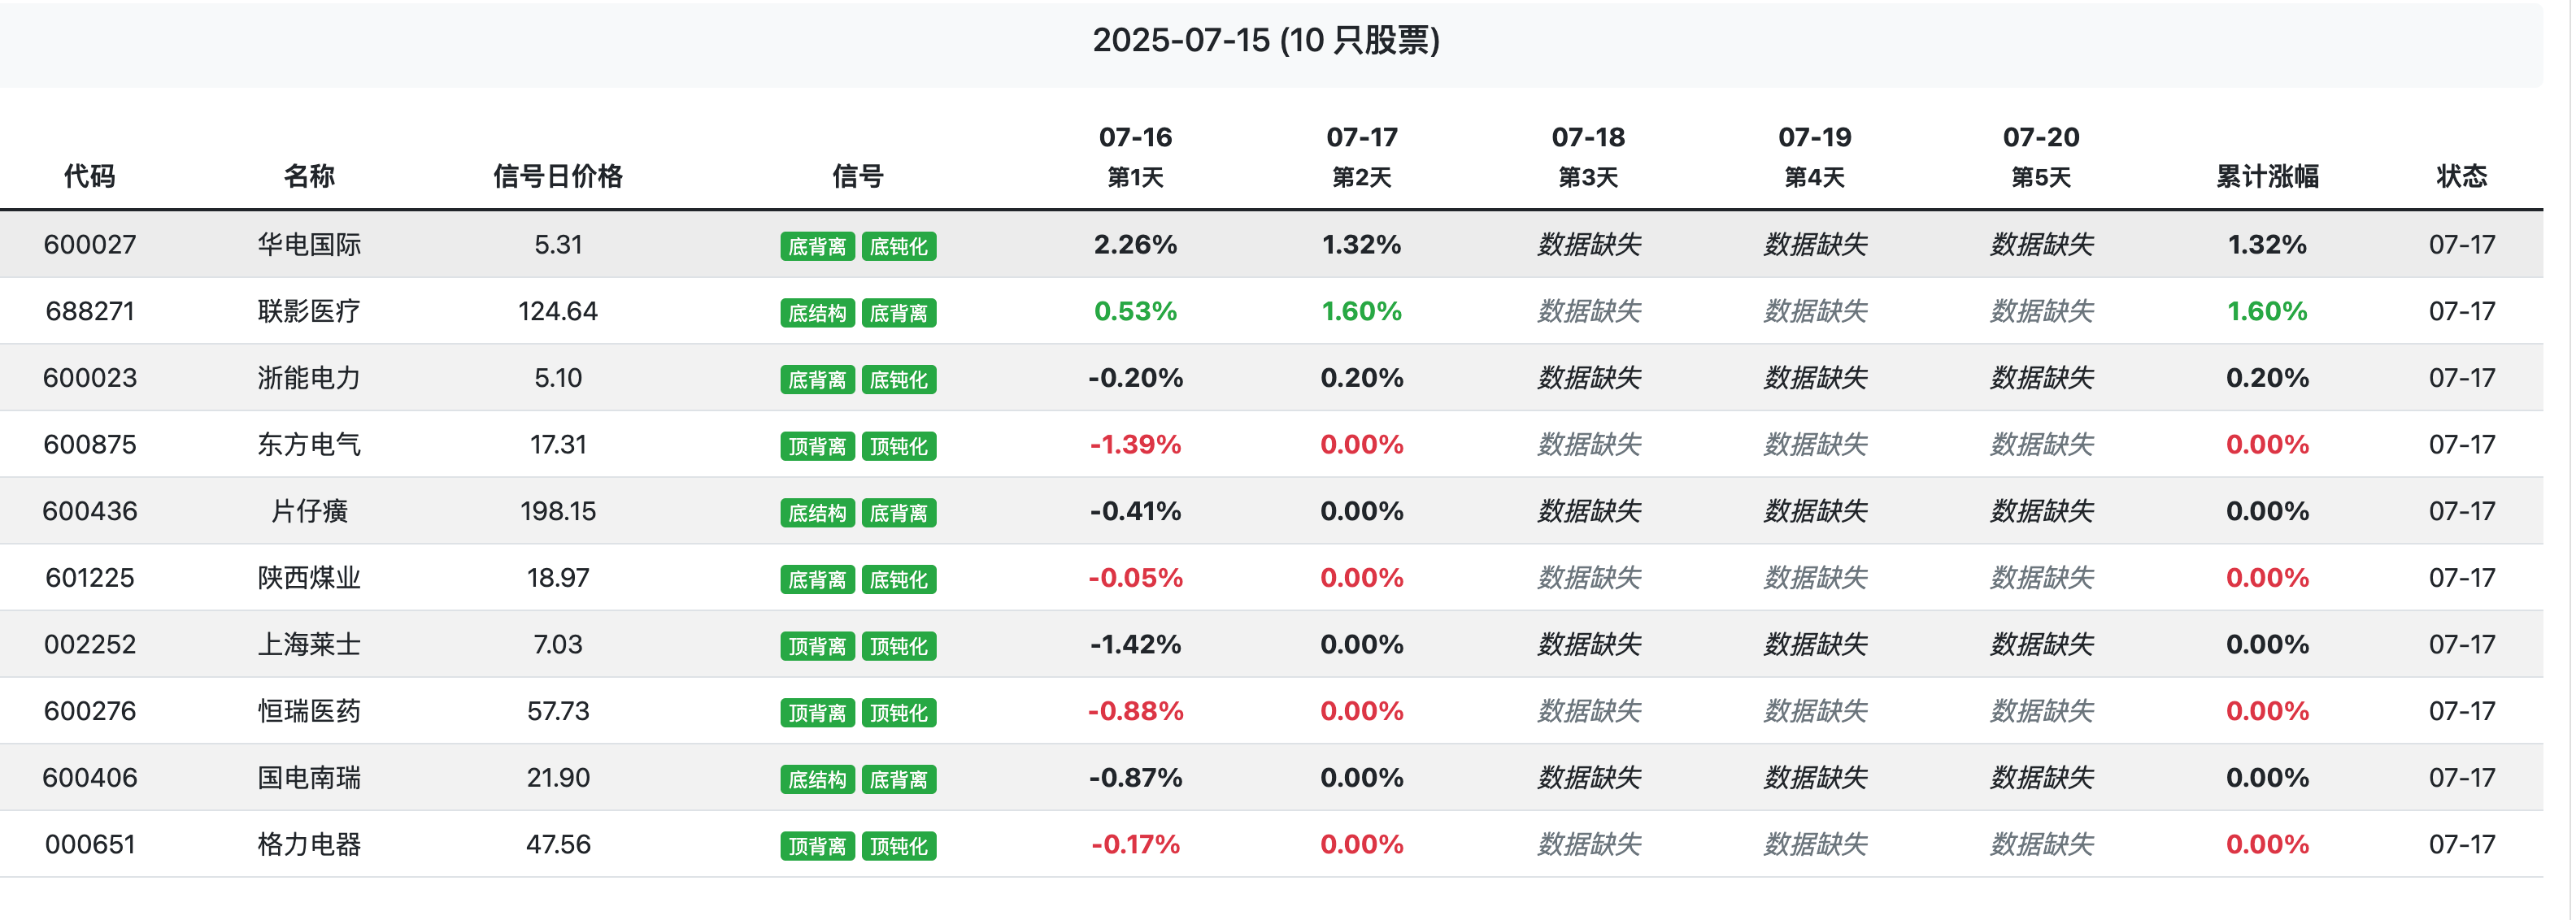 2025-07-15 (10 只股票)
代码 名称 信号日价格 信号 07-16 第1天 07-17 第2天 07-18 第3天 07-19 第4天 07-20 第5天 累计涨幅 状态
600027 华电国际 5.31 底背离 底钝化 2.26% 1.32% 数据缺失 数据缺失 数据缺失 1.32% 07-17
688271 联影医疗 124.64 底结构 底背离 0.53% 1.60% 数据缺失 数据缺失 数据缺失 1.60% 07-17
600023 浙能电力 5.10 底背离 底钝化 -0.20% 0.20% 数据缺失 数据缺失 数据缺失 0.20% 07-17
600875 东方电气 17.31 顶背离 顶钝化 -1.39% 0.00% 数据缺失 数据缺失 数据缺失 0.00% 07-17
600436 片仔癀 198.15 底结构 底背离 -0.41% 0.00% 数据缺失 数据缺失 数据缺失 0.00% 07-17
601225 陕西煤业 18.97 底背离 底钝化 -0.05% 0.00% 数据缺失 数据缺失 数据缺失 0.00% 07-17
002252 上海莱士 7.03 顶背离 顶钝化 -1.42% 0.00% 数据缺失 数据缺失 数据缺失 0.00% 07-17
600276 恒瑞医药 57.73 顶背离 顶钝化 -0.88% 0.00% 数据缺失 数据缺失 数据缺失 0.00% 07-17
600406 国电南瑞 21.90 底结构 底背离 -0.87% 0.00% 数据缺失 数据缺失 数据缺失 0.00% 07-17
000651 格力电器 47.56 顶背离 顶钝化 -0.17% 0.00% 数据缺失 数据缺失 数据缺失 0.00% 07-17